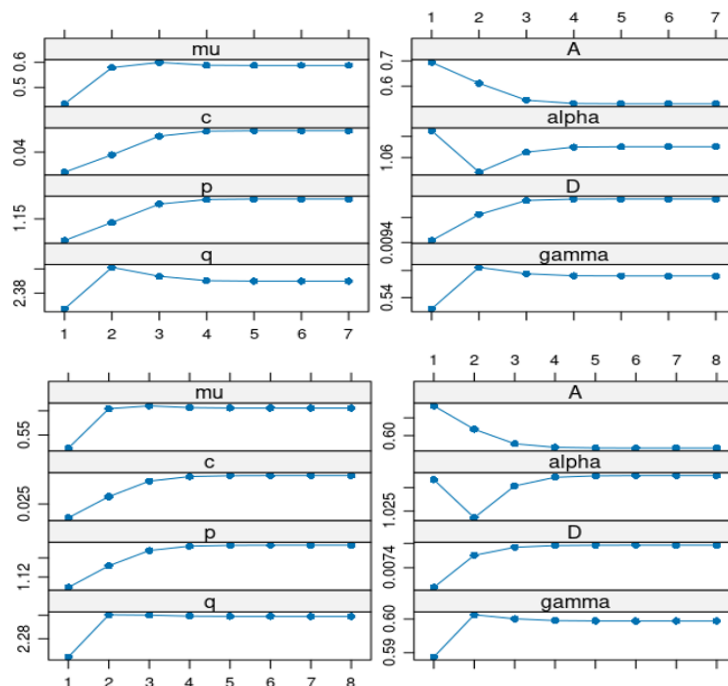 1 2 3 4 5 6 7
mu
0.5 0.6
A
0.6 0.7
c
0.04
alpha
1.06
p
1.15
D
0.0094
q
2.38
gamma
0.54
1 2 3 4 5 6 7
1 2 3 4 5 6 7 8
mu
0.55
A
0.60
c
0.025
alpha
1.025
p
1.12
D
0.0074
q
2.28
gamma
0.59 0.60
1 2 3 4 5 6 7 8